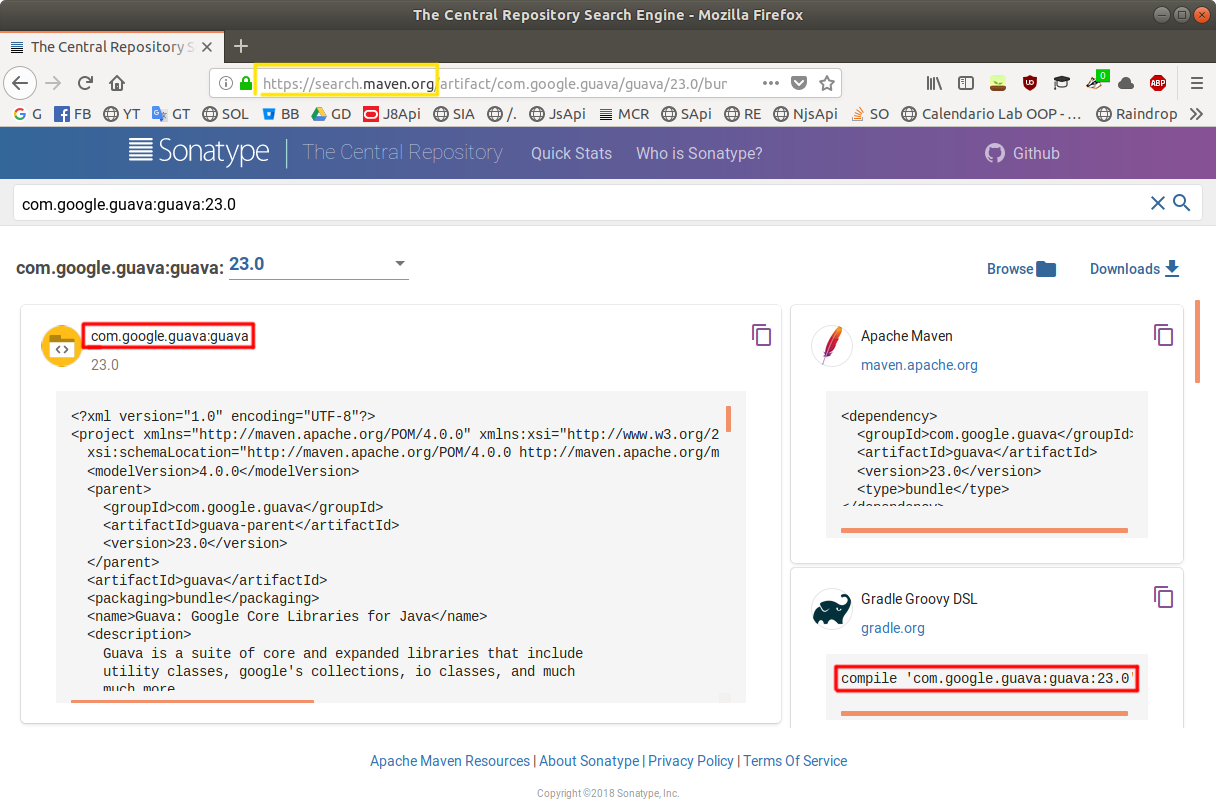 The Central Repository Search Engine - Mozilla Firefox
The Central Repository S
https://search.maven.org/artifact/com.google.guava/guava/23.0/bur
0
UD
ABP
G G
FB
YT
GT
SOL
BB
GD
J8Api
SIA
/.
JsApi
MCR
SApi
RE
NjsApi
SO
Calendario Lab OOP - ...
Raindrop
Sonatype
The Central Repository
Quick Stats
Who is Sonatype?
Github
com.google.guava:guava:23.0
com.google.guava:guava: 23.0
Browse
Downloads
com.google.guava:guava
23.0
<?xml version="1.0" encoding="UTF-8"?>
<project xmlns="http://maven.apache.org/POM/4.0.0" xmlns:xsi="http://www.w3.org/2
xsi:schemaLocation="http://maven.apache.org/POM/4.0.0 http://maven.apache.org/m
<modelVersion>4.0.0</modelVersion>
<parent>
<groupId>com.google.guava</groupId>
<artifactId>guava-parent</artifactId>
<version>23.0</version>
</parent>
<artifactId>guava</artifactId>
<packaging>bundle</packaging>
<name>Guava: Google Core Libraries for Java</name>
<description>
Guava is a suite of core and expanded libraries that include
utility classes, google's collections, io classes, and much
much more
Apache Maven
maven.apache.org
<dependency>
<groupId>com.google.guava</groupId>
<artifactId>guava</artifactId>
<version>23.0</version>
<type>bundle</type>
</dependency>
Gradle Groovy DSL
gradle.org
compile 'com.google.guava:guava:23.0'
Apache Maven Resources | About Sonatype | Privacy Policy | Terms Of Service
Copyright ©2018 Sonatype, Inc.